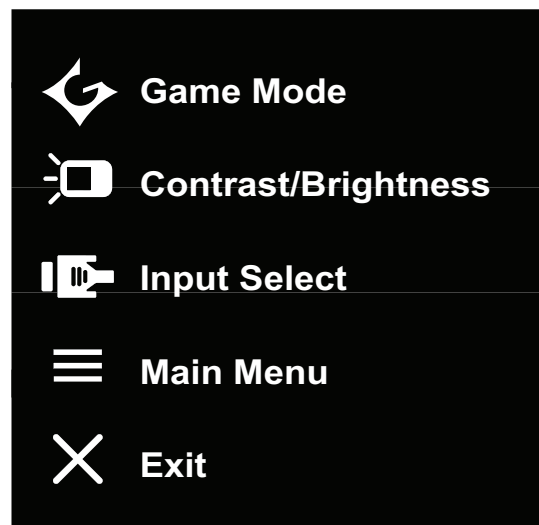 Game Mode
Contrast/Brightness
Input Select
Main Menu
Exit